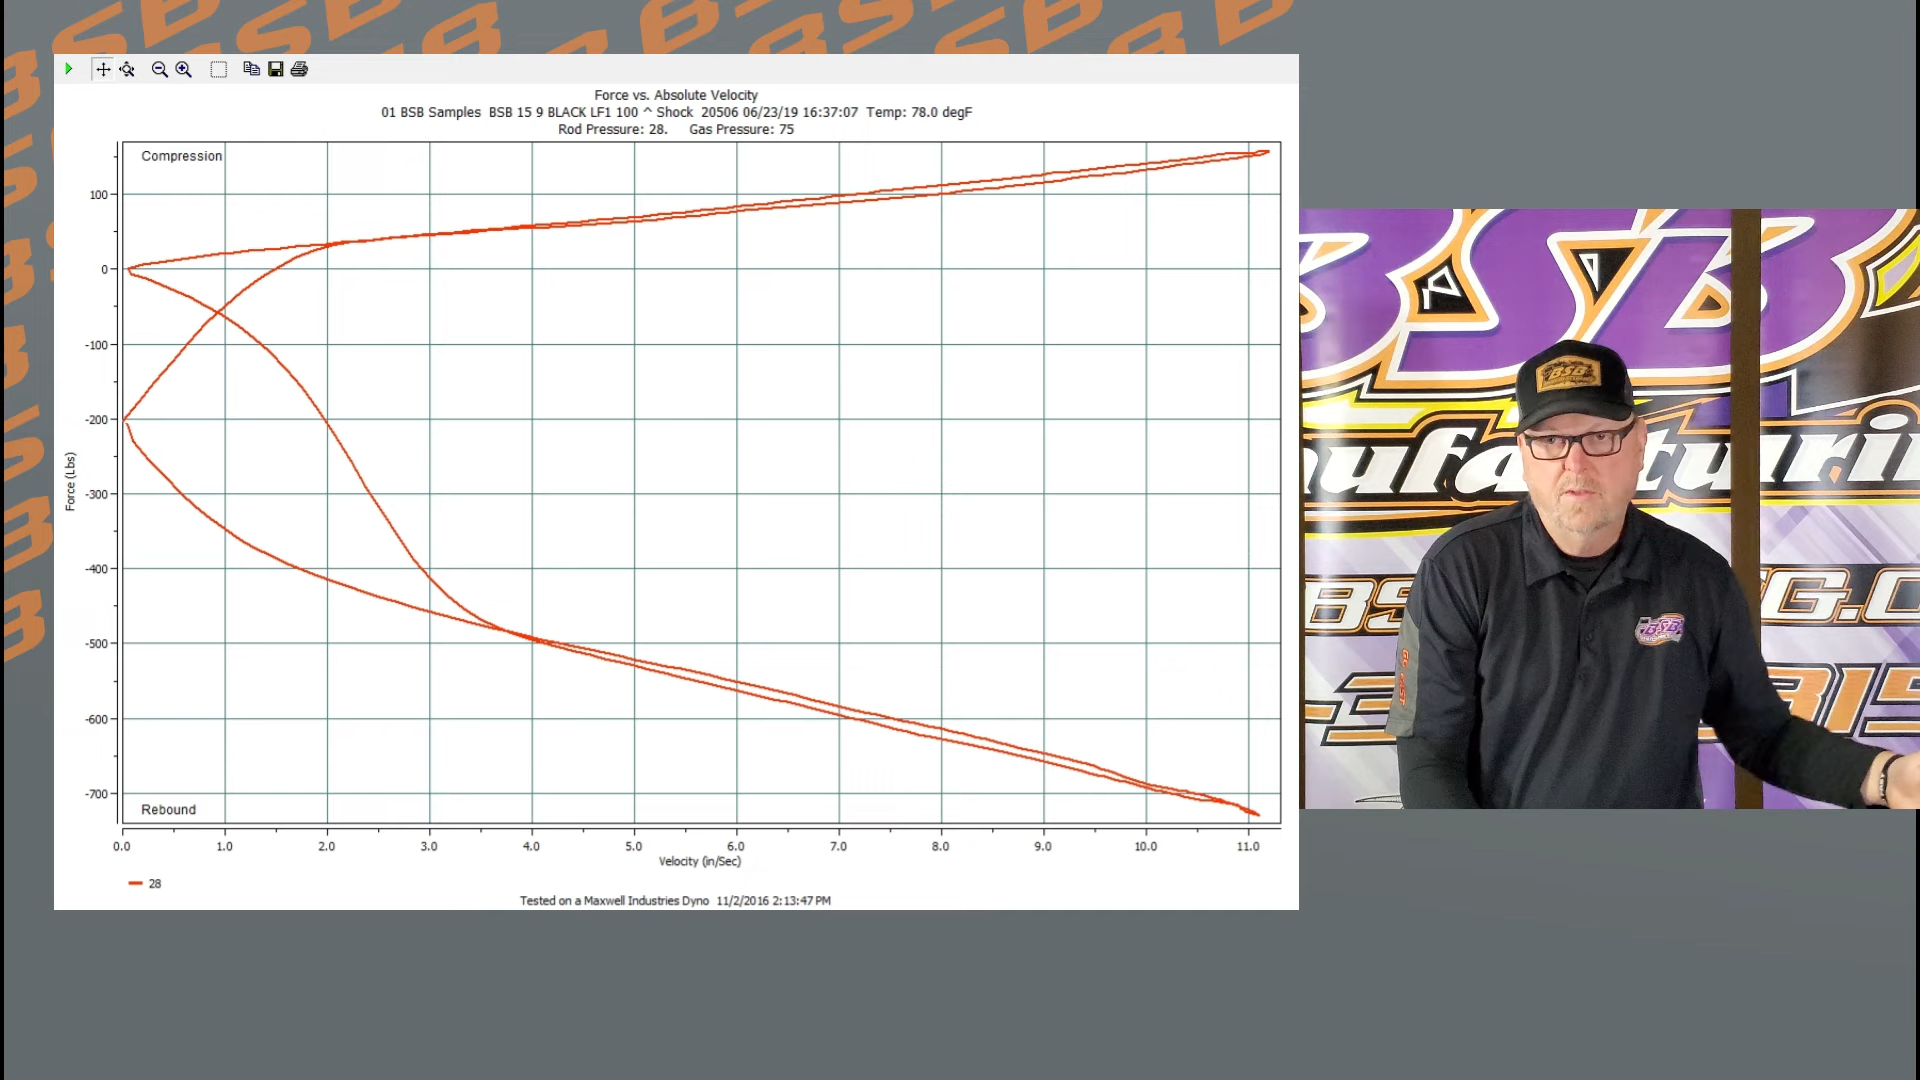 BSB
Force vs. Absolute Velocity
01 BSB Samples  BSB 15 9 BLACK LF1 100 ^ Shock  20506 06/23/19 16:37:07  Temp: 78.0 degF
Rod Pressure: 28.    Gas Pressure: 75
Compression
100
0
-100
-200
-300
-400
-500
-600
-700
Force (Lbs)
Rebound
0.0 1.0 2.0 3.0 4.0 5.0 6.0 7.0 8.0 9.0 10.0 11.0
Velocity (in/Sec)
28
Tested on a Maxwell Industries Dyno  11/2/2016 2:13:47 PM
BSB
BSB
BSB